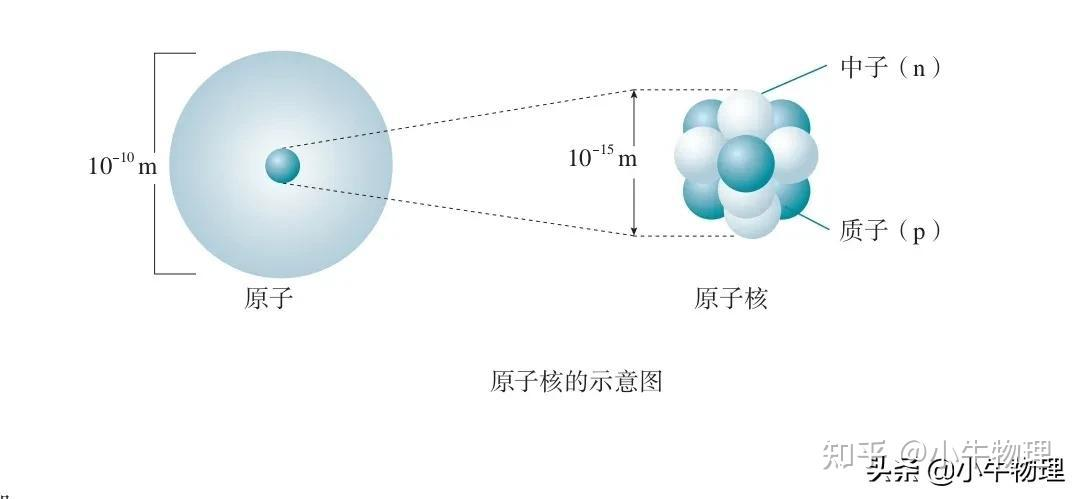 中子（n）
10⁻¹⁰ m
10⁻¹⁵ m
质子（p）
原子
原子核
原子核的示意图
知乎 @小牛物理
头条 @小牛物理